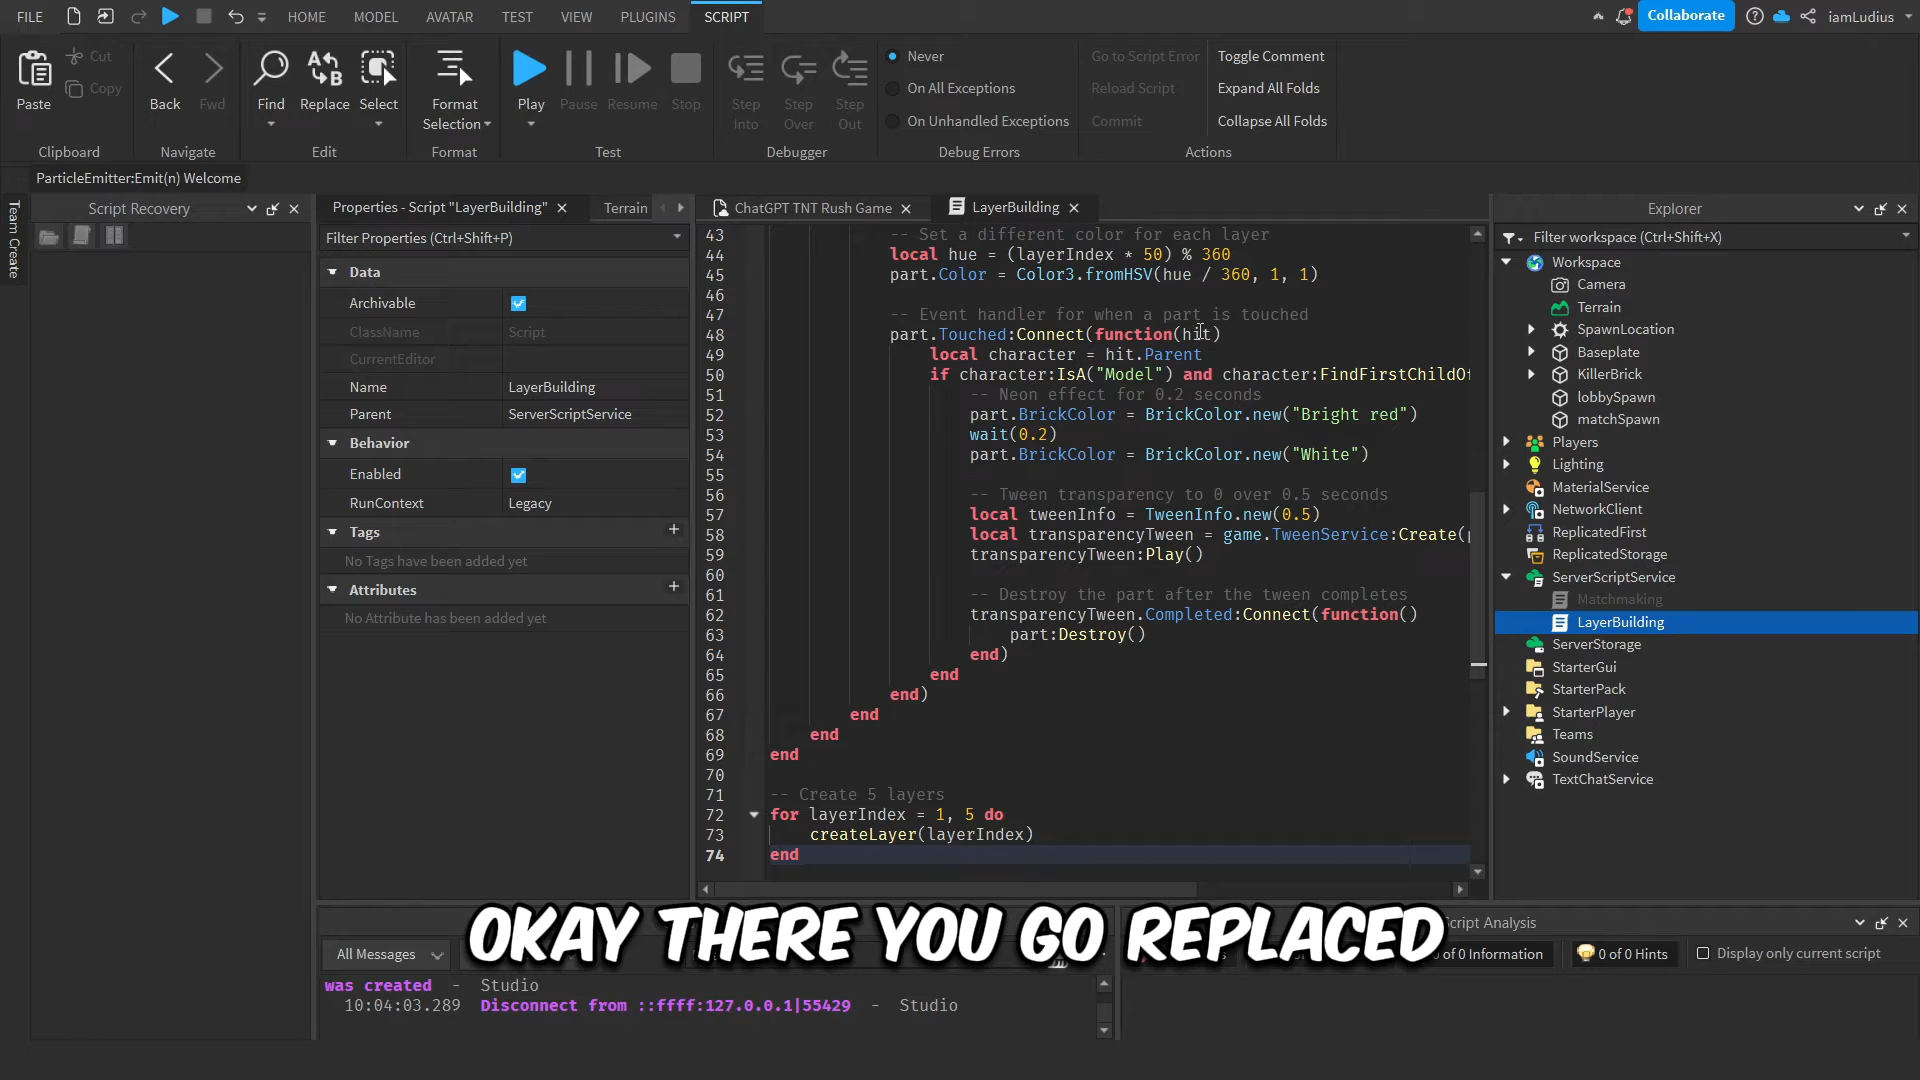 FILE HOME MODEL AVATAR TEST VIEW PLUGINS SCRIPT Collaborate iamLudius
Paste Cut Copy Back Fwd Find Replace Select Format Selection Play Pause Resume Stop Step Into Step Over Step Out
Never
On All Exceptions
On Unhandled Exceptions
Go to Script Error
Reload Script
Commit
Toggle Comment
Expand All Folds
Collapse All Folds
Clipboard Navigate Edit Format Test Debugger Debug Errors Actions
ParticleEmitter:Emit(n) Welcome
Team Create
Script Recovery
Properties - Script "LayerBuilding" Terrain
Filter Properties (Ctrl+Shift+P)
Data
Archivable
ClassName Script
CurrentEditor
Name LayerBuilding
Parent ServerScriptService
Behavior
Enabled
RunContext Legacy
Tags
No Tags have been added yet
Attributes
No Attribute has been added yet
ChatGPT TNT Rush Game LayerBuilding
43 -- Set a different color for each layer
44 local hue = (layerIndex * 50) % 360
45 part.Color = Color3.fromHSV(hue / 360, 1, 1)
46
47 -- Event handler for when a part is touched
48 part.Touched:Connect(function(hit)
49 local character = hit.Parent
50 if character:IsA("Model") and character:FindFirstChildOf
51 -- Neon effect for 0.2 seconds
52 part.BrickColor = BrickColor.new("Bright red")
53 wait(0.2)
54 part.BrickColor = BrickColor.new("White")
55
56 -- Tween transparency to 0 over 0.5 seconds
57 local tweenInfo = TweenInfo.new(0.5)
58 local transparencyTween = game.TweenService:Create(p
59 transparencyTween:Play()
60
61 -- Destroy the part after the tween completes
62 transparencyTween.Completed:Connect(function()
63 part:Destroy()
64 end)
65 end
66 end)
67 end
68 end
69 end
70
71 -- Create 5 layers
72 for layerIndex = 1, 5 do
73 createLayer(layerIndex)
74 end
Explorer
Filter workspace (Ctrl+Shift+X)
Workspace
Camera
Terrain
SpawnLocation
Baseplate
KillerBrick
lobbySpawn
matchSpawn
Players
Lighting
MaterialService
NetworkClient
ReplicatedFirst
ReplicatedStorage
ServerScriptService
Matchmaking
LayerBuilding
ServerStorage
StarterGui
StarterPack
StarterPlayer
Teams
SoundService
TextChatService
OKAY THERE YOU GO REPLACED
All Messages
was created - Studio
10:04:03.289 Disconnect from ::ffff:127.0.0.1|55429 - Studio
cript Analysis
of 0 Information 0 of 0 Hints Display only current script